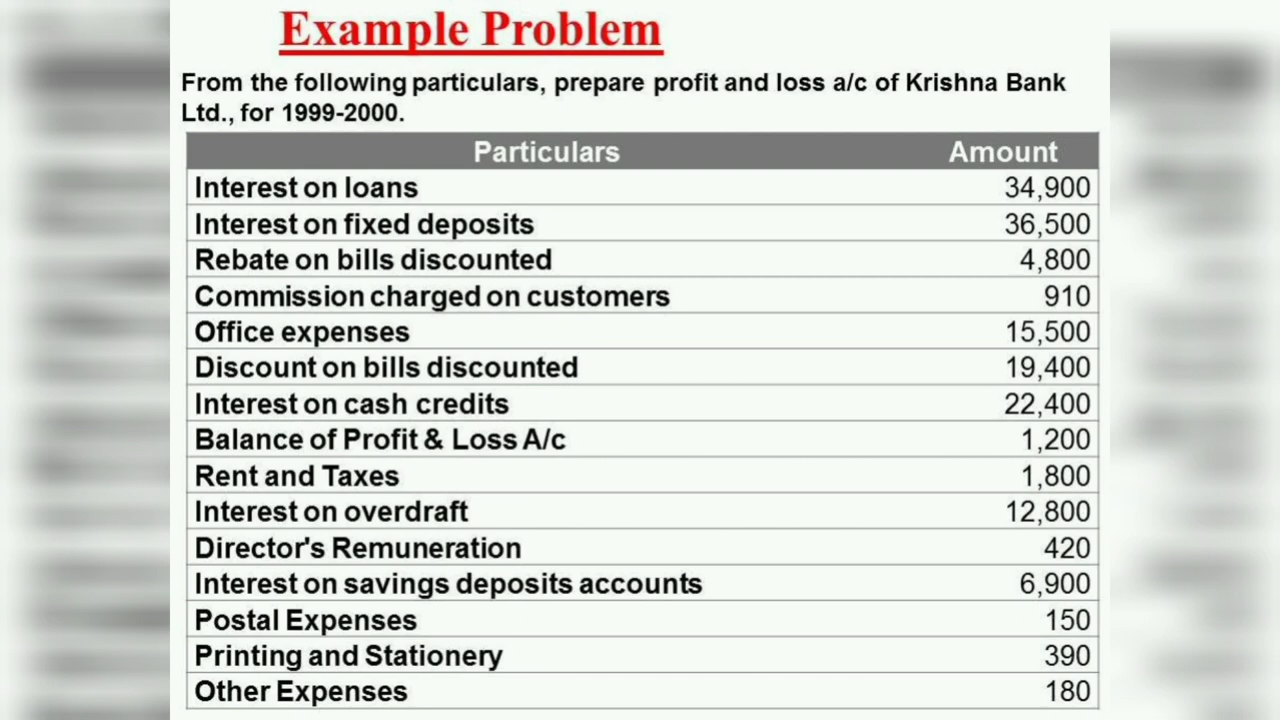 Example Problem
From the following particulars, prepare profit and loss a/c of Krishna Bank
Ltd., for 1999-2000.
Particulars Amount
Interest on loans 34,900
Interest on fixed deposits 36,500
Rebate on bills discounted 4,800
Commission charged on customers 910
Office expenses 15,500
Discount on bills discounted 19,400
Interest on cash credits 22,400
Balance of Profit & Loss A/c 1,200
Rent and Taxes 1,800
Interest on overdraft 12,800
Director's Remuneration 420
Interest on savings deposits accounts 6,900
Postal Expenses 150
Printing and Stationery 390
Other Expenses 180